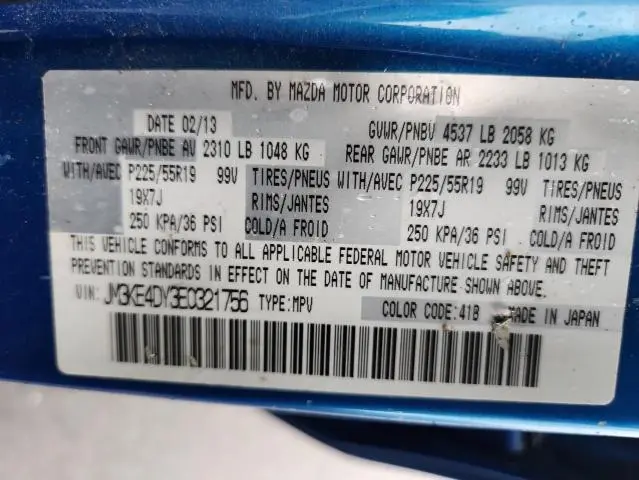 MFD. BY MAZDA MOTOR CORPORATION
DATE 02/13 GVWR/PNBV 4537 LB 2058 KG
FRONT GAWR/PNBE AV 2310 LB 1048 KG REAR GAWR/PNBE AR 2233 LB 1013 KG
WITH/AVEC P225/55R19 99V TIRES/PNEUS WITH/AVEC P225/55R19 99V TIRES/PNEUS
19X7J RIMS/JANTES 19X7J RIMS/JANTES
250 KPA/36 PSI COLD/A FROID 250 KPA/36 PSI COLD/A FROID
THIS VEHICLE CONFORMS TO ALL APPLICABLE FEDERAL MOTOR VEHICLE SAFETY AND THEFT
PREVENTION STANDARDS IN EFFECT ON THE DATE OF MANUFACTURE SHOWN ABOVE.
VIN: JM3KE4DY3E0321756 TYPE:MPV COLOR CODE:41B MADE IN JAPAN